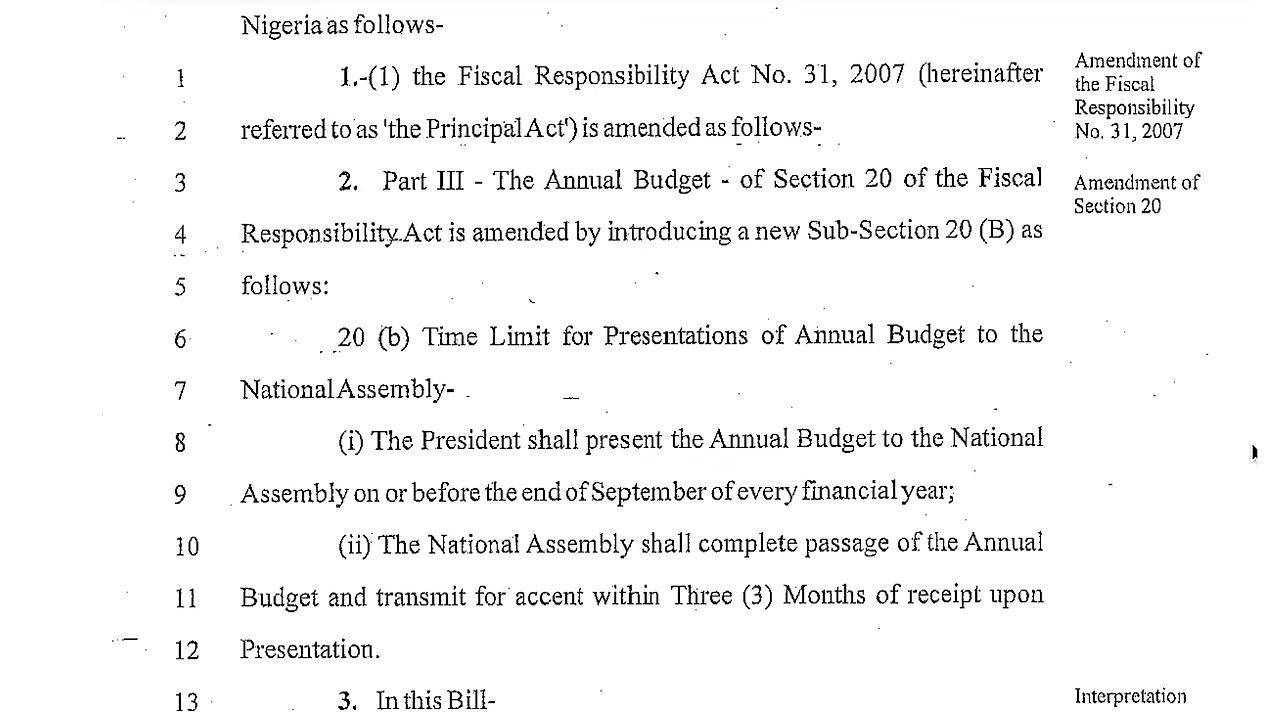 Nigeria as follows-
1 1.-(1) the Fiscal Responsibility Act No. 31, 2007 (hereinafter
2 referred to as 'the Principal Act') is amended as follows-
Amendment of
the Fiscal
Responsibility
No. 31, 2007
3 2. Part III - The Annual Budget - of Section 20 of the Fiscal
4 Responsibility Act is amended by introducing a new Sub-Section 20 (B) as
5 follows:
Amendment of
Section 20
6 20 (b) Time Limit for Presentations of Annual Budget to the
7 National Assembly-
8 (i) The President shall present the Annual Budget to the National
9 Assembly on or before the end of September of every financial year;
10 (ii) The National Assembly shall complete passage of the Annual
11 Budget and transmit for accent within Three (3) Months of receipt upon
12 Presentation.
13 3. In this Bill-
Interpretation